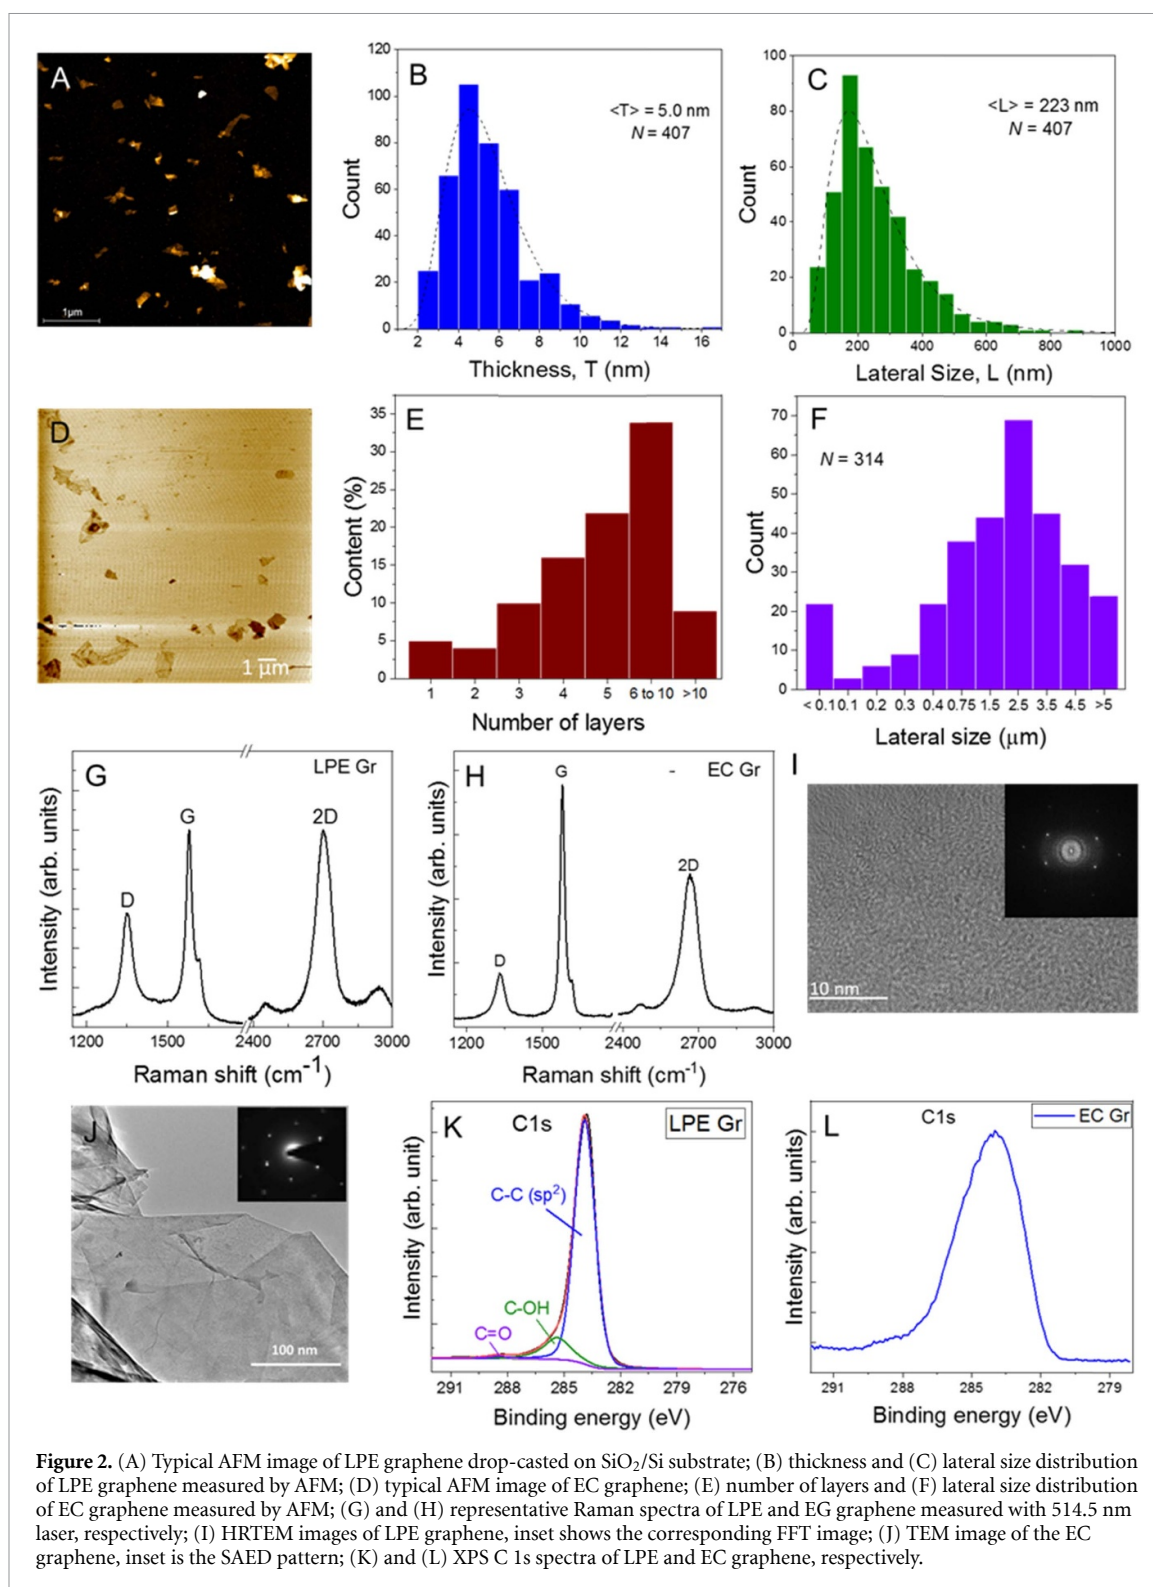 A
1µm
B
120
100
80
60
40
20
0
Count
<T> = 5.0 nm
N = 407
2 4 6 8 10 12 14 16
Thickness, T (nm)
C
100
80
60
40
20
0
Count
<L> = 223 nm
N = 407
0 200 400 600 800 1000
Lateral Size, L (nm)
D
1 µm
E
35
30
25
20
15
10
5
0
Content (%)
1 2 3 4 5 6 to 10 >10
Number of layers
F
70
60
50
40
30
20
10
0
Count
N = 314
< 0.1 0.1 0.2 0.3 0.4 0.75 1.5 2.5 3.5 4.5 >5
Lateral size (µm)
G
LPE Gr
D
G
2D
Intensity (arb. units)
1200 1500 2400 2700 3000
Raman shift (cm⁻¹)
H
- EC Gr
D
G
2D
Intensity (arb. units)
1200 1500 2400 2700 3000
Raman shift (cm⁻¹)
I
10 nm
J
100 nm
K
C1s
LPE Gr
C-C (sp²)
C-OH
C=O
Intensity (arb. unit)
291 288 285 282 279 276
Binding energy (eV)
L
C1s
EC Gr
Intensity (arb. units)
291 288 285 282 279
Binding energy (eV)
Figure 2. (A) Typical AFM image of LPE graphene drop-casted on SiO₂/Si substrate; (B) thickness and (C) lateral size distribution
of LPE graphene measured by AFM; (D) typical AFM image of EC graphene; (E) number of layers and (F) lateral size distribution
of EC graphene measured by AFM; (G) and (H) representative Raman spectra of LPE and EG graphene measured with 514.5 nm
laser, respectively; (I) HRTEM images of LPE graphene, inset shows the corresponding FFT image; (J) TEM image of the EC
graphene, inset is the SAED pattern; (K) and (L) XPS C 1s spectra of LPE and EC graphene, respectively.